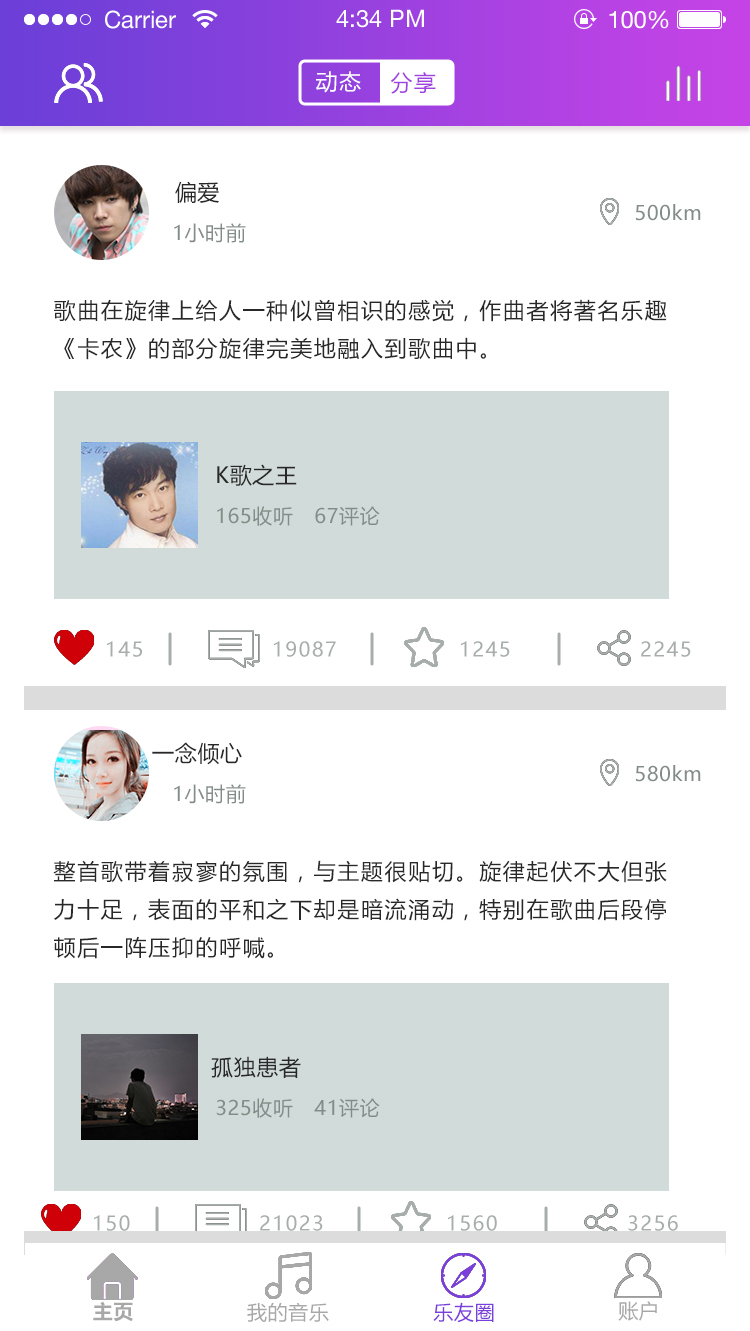 Carrier 4:34 PM 100%
动态 分享
偏爱
1小时前
500km
歌曲在旋律上给人一种似曾相识的感觉，作曲者将著名乐趣
《卡农》的部分旋律完美地融入到歌曲中。
K歌之王
165收听 67评论
145 19087 1245 2245
一念倾心
1小时前
580km
整首歌带着寂寥的氛围，与主题很贴切。旋律起伏不大但张
力十足，表面的平和之下却是暗流涌动，特别在歌曲后段停
顿后一阵压抑的呼喊。
孤独患者
325收听 41评论
150 21023 1560 3256
主页 我的音乐 乐友圈 账户